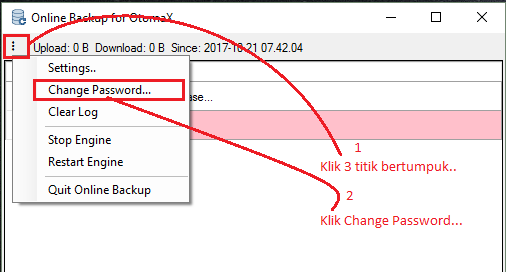 Online Backup for OtomaX
Upload: 0 B Download: 0 B Since: 2017-10-21 07.42.04
Settings..
Change Password...
ase...
Clear Log
Stop Engine
1
Restart Engine
Klik 3 titik bertumpuk..
Quit Online Backup
2
Klik Change Password...